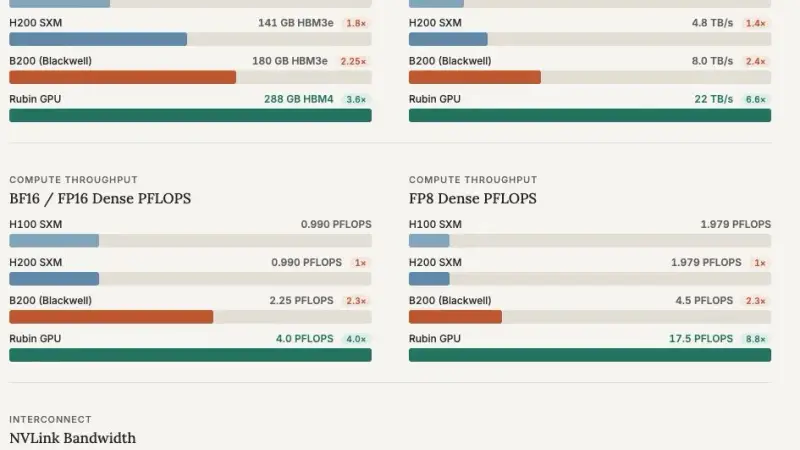 H200 SXM 141 GB HBM3e 1.8×
B200 (Blackwell) 180 GB HBM3e 2.25×
Rubin GPU 288 GB HBM4 3.6×
H200 SXM 4.8 TB/s 1.4×
B200 (Blackwell) 8.0 TB/s 2.4×
Rubin GPU 22 TB/s 6.6×
COMPUTE THROUGHPUT
BF16 / FP16 Dense PFLOPS
H100 SXM 0.990 PFLOPS
H200 SXM 0.990 PFLOPS 1×
B200 (Blackwell) 2.25 PFLOPS 2.3×
Rubin GPU 4.0 PFLOPS 4.0×
COMPUTE THROUGHPUT
FP8 Dense PFLOPS
H100 SXM 1.979 PFLOPS
H200 SXM 1.979 PFLOPS 1×
B200 (Blackwell) 4.5 PFLOPS 2.3×
Rubin GPU 17.5 PFLOPS 8.8×
INTERCONNECT
NVLink Bandwidth